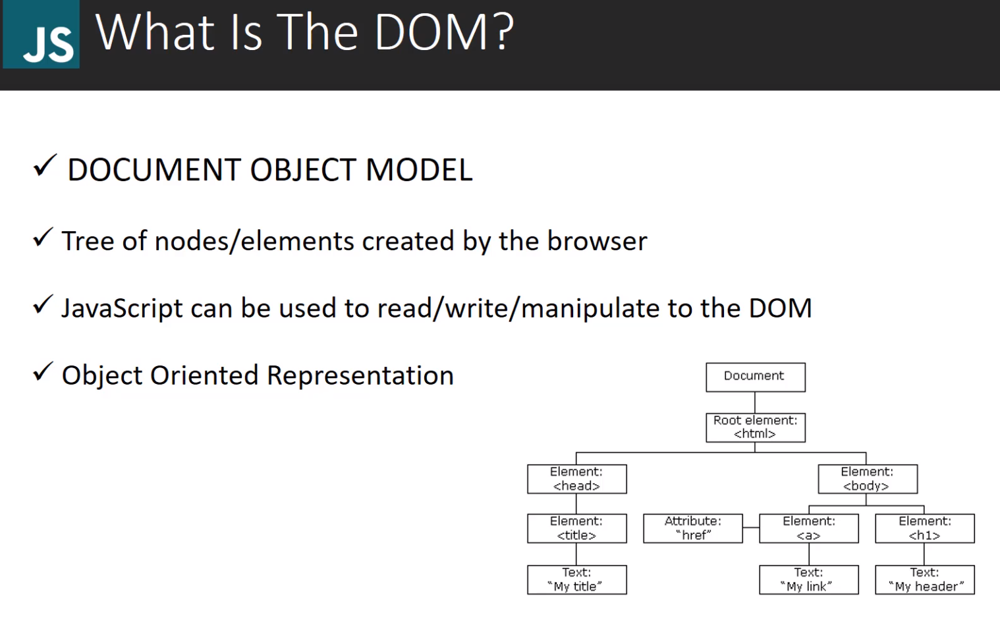 JS
What Is The DOM?
✓ DOCUMENT OBJECT MODEL
✓ Tree of nodes/elements created by the browser
✓ JavaScript can be used to read/write/manipulate to the DOM
✓ Object Oriented Representation
Document
Root element:
<html>
Element:
<head>
Element:
<body>
Element:
<title>
Attribute:
“href”
Element:
<a>
Element:
<h1>
Text:
“My title”
Text:
“My link”
Text:
“My header”